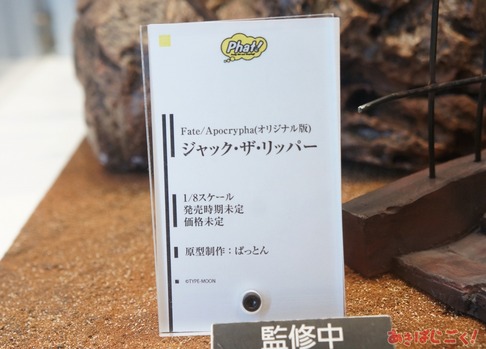 Phat!
Fate/Apocrypha(オリジナル版)
ジャック・ザ・リッパー
1/8スケール
発売時期未定
価格未定
原型制作：ばっとん
©TYPE-MOON
監修中
あきばじごく!